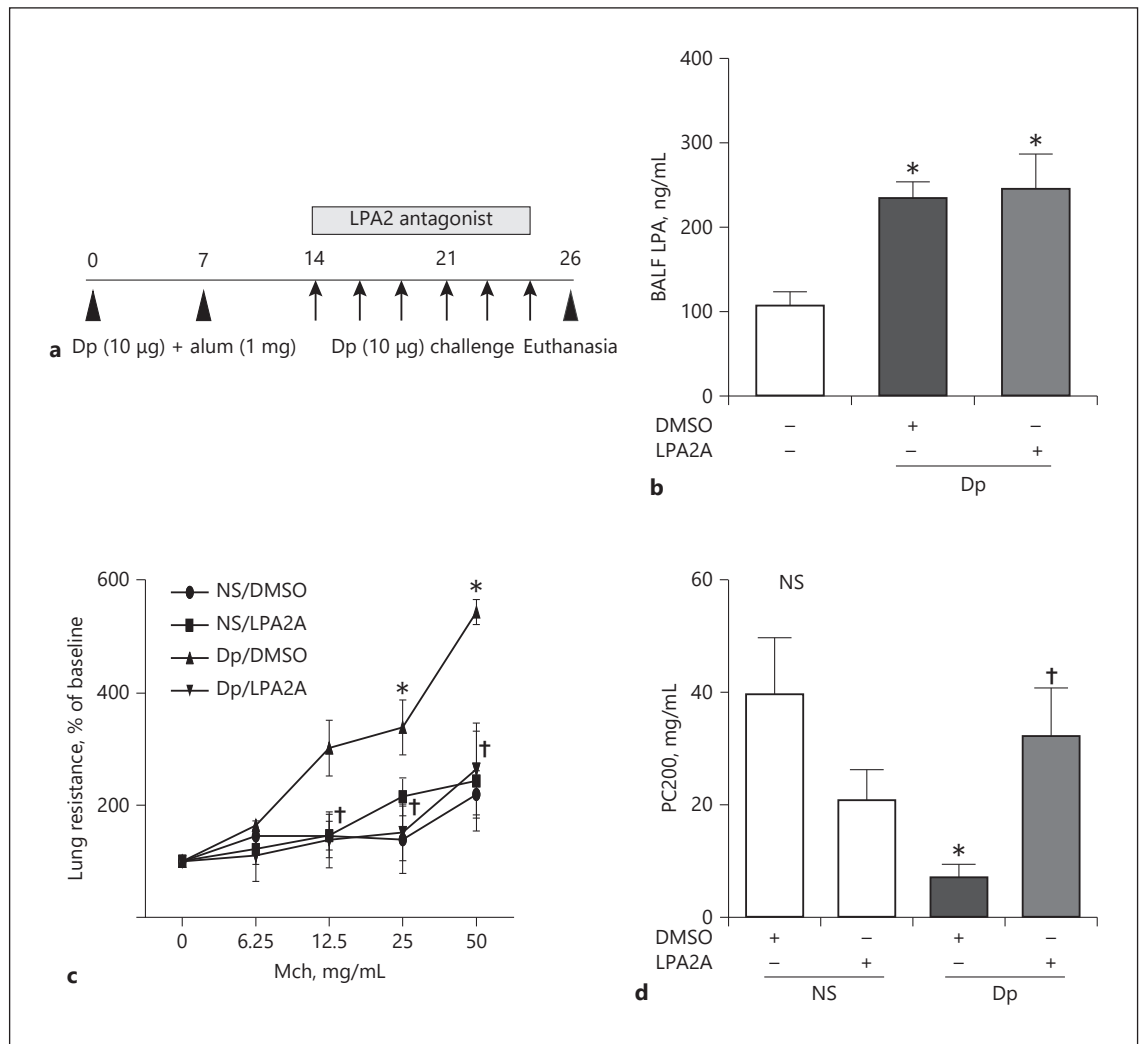 LPA2 antagonist
0 7 14 21 26
a Dp (10 µg) + alum (1 mg) Dp (10 µg) challenge Euthanasia
400
300
200
100
0
BALF LPA, ng/mL
* *
DMSO – + –
LPA2A – – +
Dp
b
600
400
200
Lung resistance, % of baseline
NS/DMSO
NS/LPA2A
Dp/DMSO
Dp/LPA2A
*
*
†
†
†
0 6.25 12.5 25 50
Mch, mg/mL
c
60
40
20
0
PC200, mg/mL
NS
†
*
DMSO + – + –
LPA2A – + – +
NS Dp
d